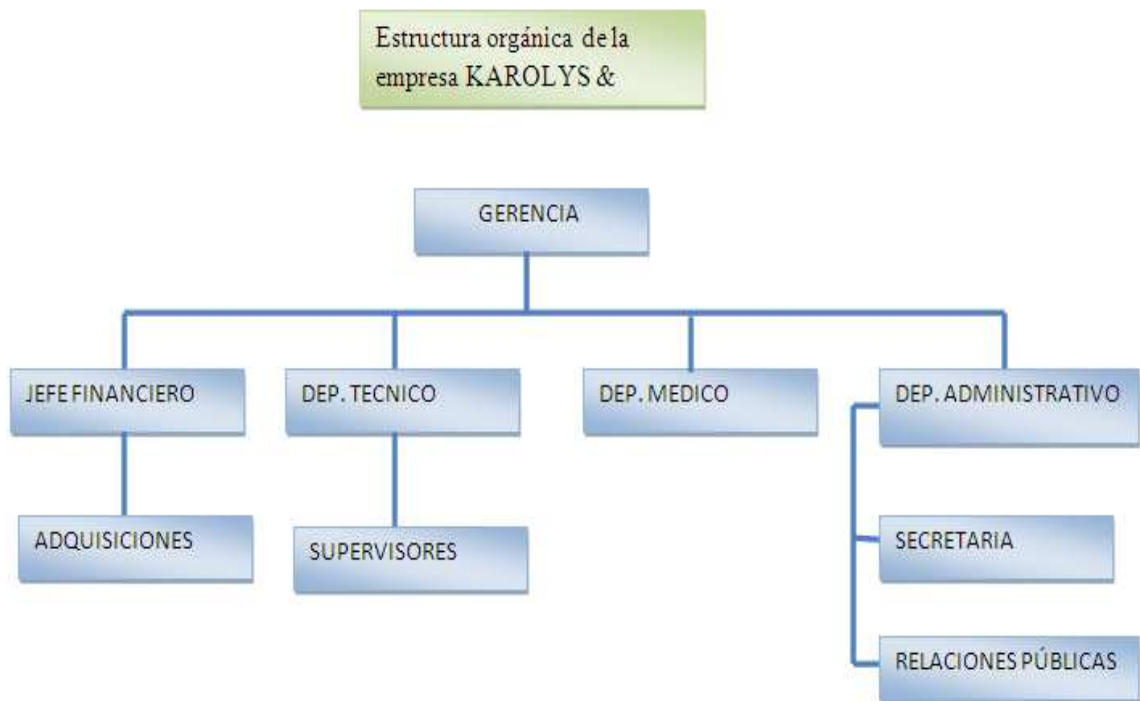 Estructura orgánica de la
empresa KAROLYS &
GERENCIA
JEFE FINANCIERO
DEP. TECNICO
DEP. MEDICO
DEP. ADMINISTRATIVO
ADQUISICIONES
SUPERVISORES
SECRETARIA
RELACIONES PÚBLICAS